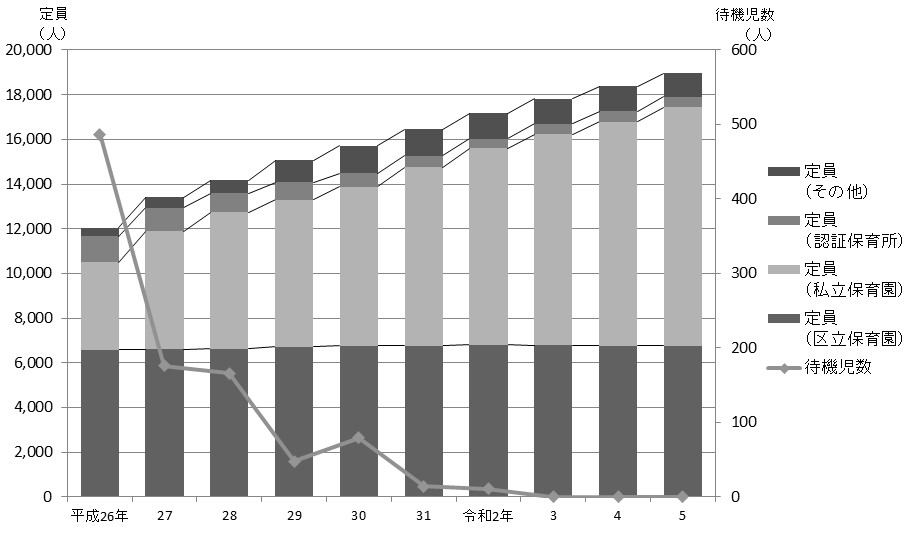 定員
（人）
待機児数
（人）
20,000
18,000
16,000
14,000
12,000
10,000
8,000
6,000
4,000
2,000
0
600
500
400
300
200
100
0
平成26年 27 28 29 30 31 令和2年 3 4 5
定員
（その他）
定員
（認証保育所）
定員
（私立保育園）
定員
（区立保育園）
待機児数